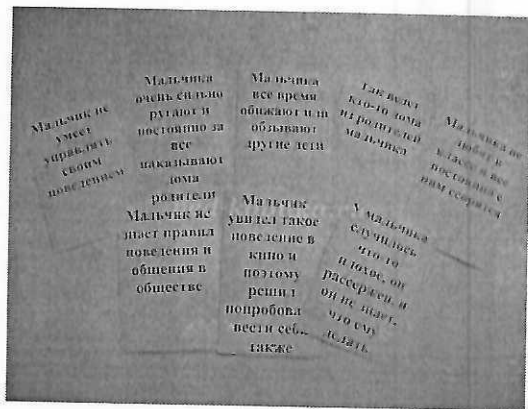 Мальчик не
умеет
управлять
своим
поведением
Мальчика
очень сильно
ругают и
постоянно за
все
наказывают
дома
родители
Мальчика
все время
обижают или
обзывают
другие дети
Так ведет
кто-то дома
из родителей
мальчика
Мальчика не
любят в
классе и все
постоянно с
ним ссорятся
Мальчик не
знает правил
поведения и
общения в
обществе
Мальчик
увидел такое
поведение в
кино и
поэтому
решил
попробова
вести себя
также
У мальчика
случилось
что то
плохое, он
рассержен, и
он не знает,
что ему
делать